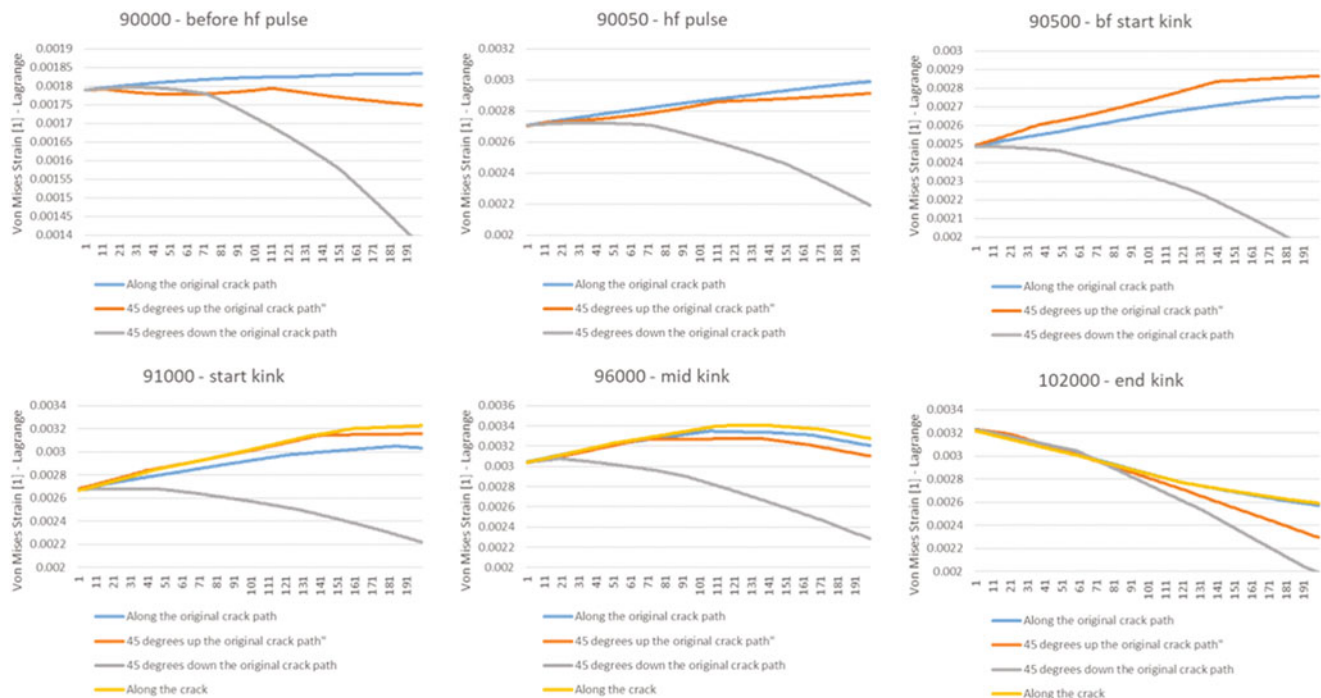 90000 - before hf pulse
Von Mises Strain [1] - Lagrange
0.0019
0.00185
0.0018
0.00175
0.0017
0.00165
0.0016
0.00155
0.0015
0.00145
0.0014
1 11 21 31 41 51 61 71 81 91 101 111 121 131 141 151 161 171 181 191
Along the original crack path
45 degrees up the original crack path"
45 degrees down the original crack path
90050 - hf pulse
Von Mises Strain [1] - Lagrange
0.0032
0.003
0.0028
0.0026
0.0024
0.0022
0.002
1 11 21 31 41 51 61 71 81 91 101 111 121 131 141 151 161 171 181 191
Along the original crack path
45 degrees up the original crack path"
45 degrees down the original crack path
90500 - bf start kink
Von Mises Strain [1] - Lagrange
0.003
0.0029
0.0028
0.0027
0.0026
0.0025
0.0024
0.0023
0.0022
0.0021
0.002
1 11 21 31 41 51 61 71 81 91 101 111 121 131 141 151 161 171 181 191
Along the original crack path
45 degrees up the original crack path"
45 degrees down the original crack path
91000 - start kink
Von Mises Strain [1] - Lagrange
0.0034
0.0032
0.003
0.0028
0.0026
0.0024
0.0022
0.002
1 11 21 31 41 51 61 71 81 91 101 111 121 131 141 151 161 171 181 191
Along the original crack path
45 degrees up the original crack path"
45 degrees down the original crack path
Along the crack
96000 - mid kink
Von Mises Strain [1] - Lagrange
0.0036
0.0034
0.0032
0.003
0.0028
0.0026
0.0024
0.0022
0.002
1 11 21 31 41 51 61 71 81 91 101 111 121 131 141 151 161 171 181 191
Along the original crack path
45 degrees up the original crack path"
45 degrees down the original crack path
Along the crack
102000 - end kink
Von Mises Strain [1] - Lagrange
0.0034
0.0032
0.003
0.0028
0.0026
0.0024
0.0022
0.002
1 11 21 31 41 51 61 71 81 91 101 111 121 131 141 151 161 171 181 191
Along the original crack path
45 degrees up the original crack path"
45 degrees down the original crack path
Along the crack